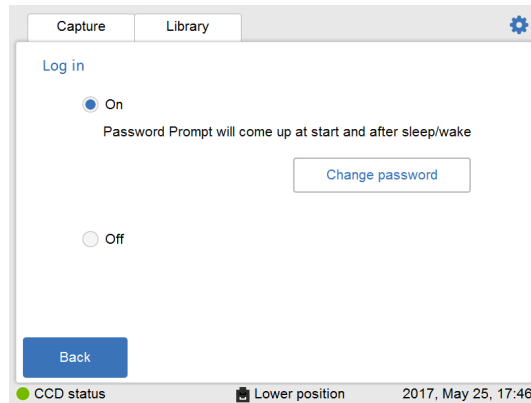 Capture Library
Log in
On
Password Prompt will come up at start and after sleep/wake
Change password
Off
Back
CCD status Lower position 2017, May 25, 17:46